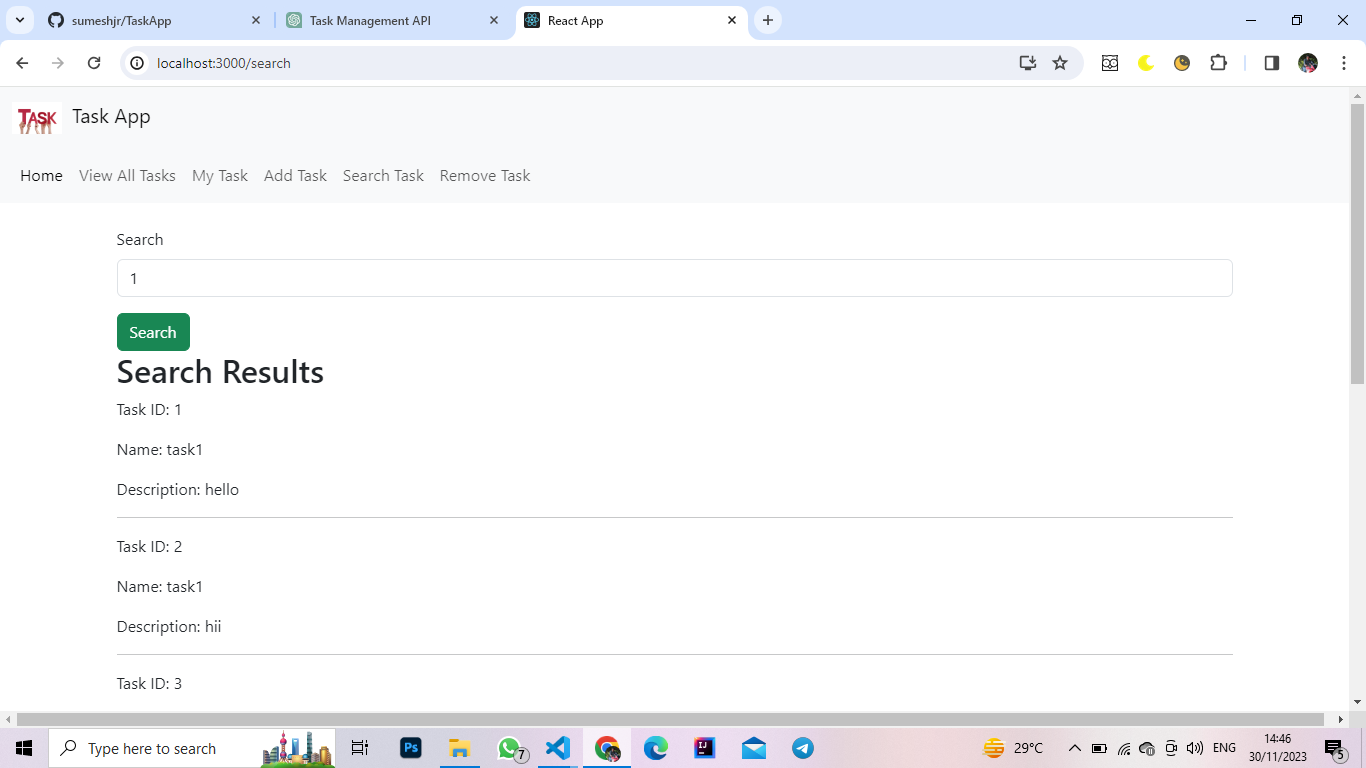 sumeshjr/TaskApp
Task Management API
React App
localhost:3000/search
TASK
Task App
Home View All Tasks My Task Add Task Search Task Remove Task
Search
1
Search
Search Results
Task ID: 1
Name: task1
Description: hello
Task ID: 2
Name: task1
Description: hii
Task ID: 3
Type here to search
Ps
7
IJ
29°C
ENG
14:46
30/11/2023
5